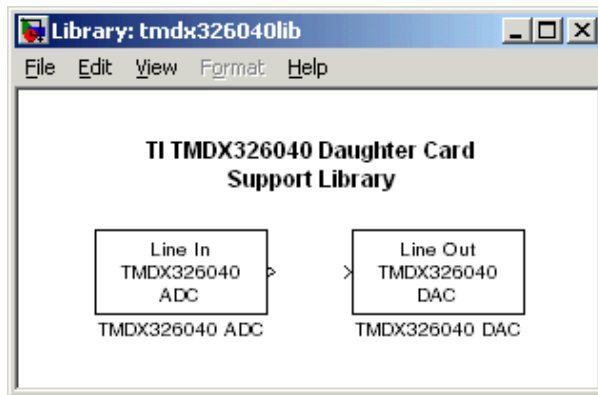 Library: tmdx326040lib
File Edit View Format Help
TI TMDX326040 Daughter Card
Support Library
Line In
TMDX326040
ADC
TMDX326040 ADC
Line Out
TMDX326040
DAC
TMDX326040 DAC